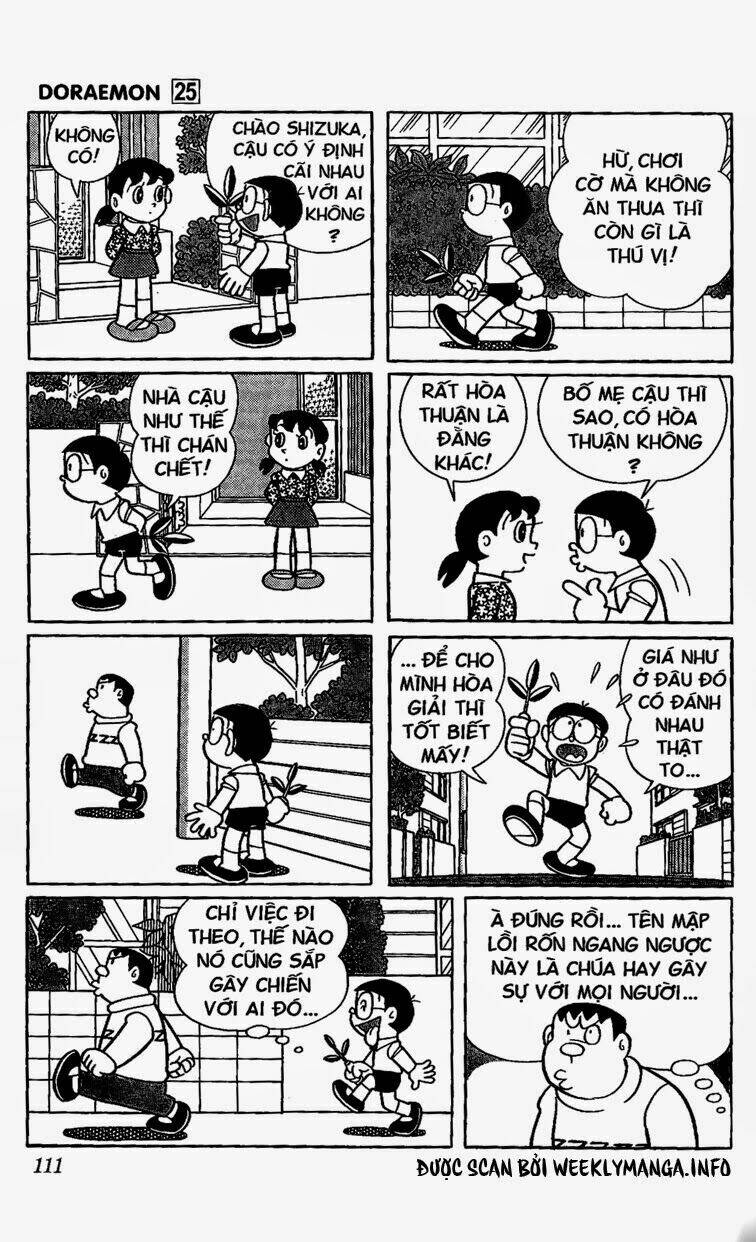 DORAEMON 25
HỪ, CHƠI
CỜ MÀ KHÔNG
ĂN THUA THÌ
CÒN GÌ LÀ
THÚ VỊ!
CHÀO SHIZUKA,
CẬU CÓ Ý ĐỊNH
CÃI NHAU
VỚI AI
KHÔNG
?
KHÔNG
CÓ!
BỐ MẸ CẬU THÌ
SAO, CÓ HÒA
THUẬN KHÔNG
?
RẤT HÒA
THUẬN LÀ
ĐẰNG
KHÁC!
NHÀ CẬU
NHƯ THẾ
THÌ CHÁN
CHẾT!
GIÁ NHƯ
Ở ĐÂU ĐÓ
CÓ ĐÁNH
NHAU
THẬT
TO...
... ĐỂ CHO
MÌNH HÒA
GIẢI THÌ
TỐT BIẾT
MẤY!
ZZZ
À ĐÚNG RỒI... TÊN MẬP
LỒI RỐN NGANG NGƯỢC
NÀY LÀ CHÚA HAY GÂY
SỰ VỚI MỌI NGƯỜI...
CHỈ VIỆC ĐI
THEO, THẾ NÀO
NÓ CŨNG SẮP
GÂY CHIẾN
VỚI AI ĐÓ...
111
ĐƯỢC SCAN BỞI WEEKLYMANGA.INFO